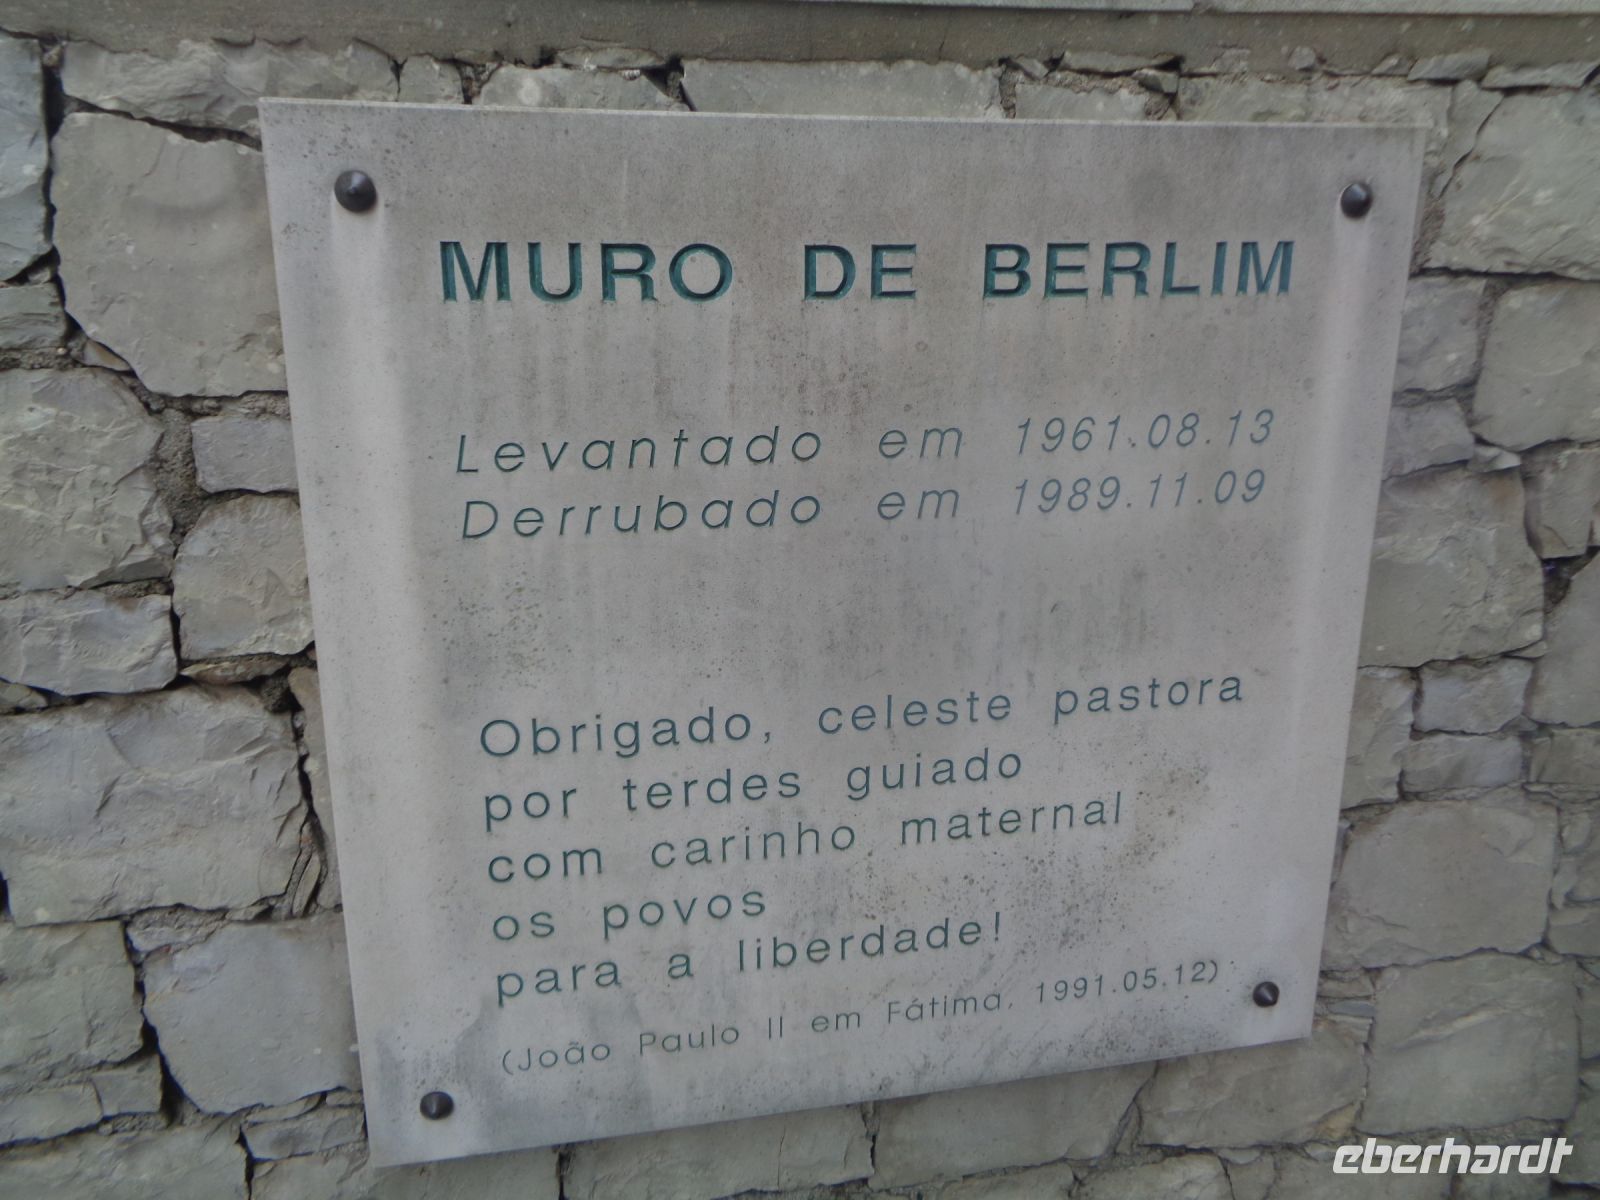 MURO DE BERLIM
Levantado em 1961.08.13
Derrubado em 1989.11.09
Obrigado, celeste pastora
por terdes guiado
com carinho maternal
os povos
para a liberdade!
(João Paulo II em Fátima, 1991.05.12)
eberhardt